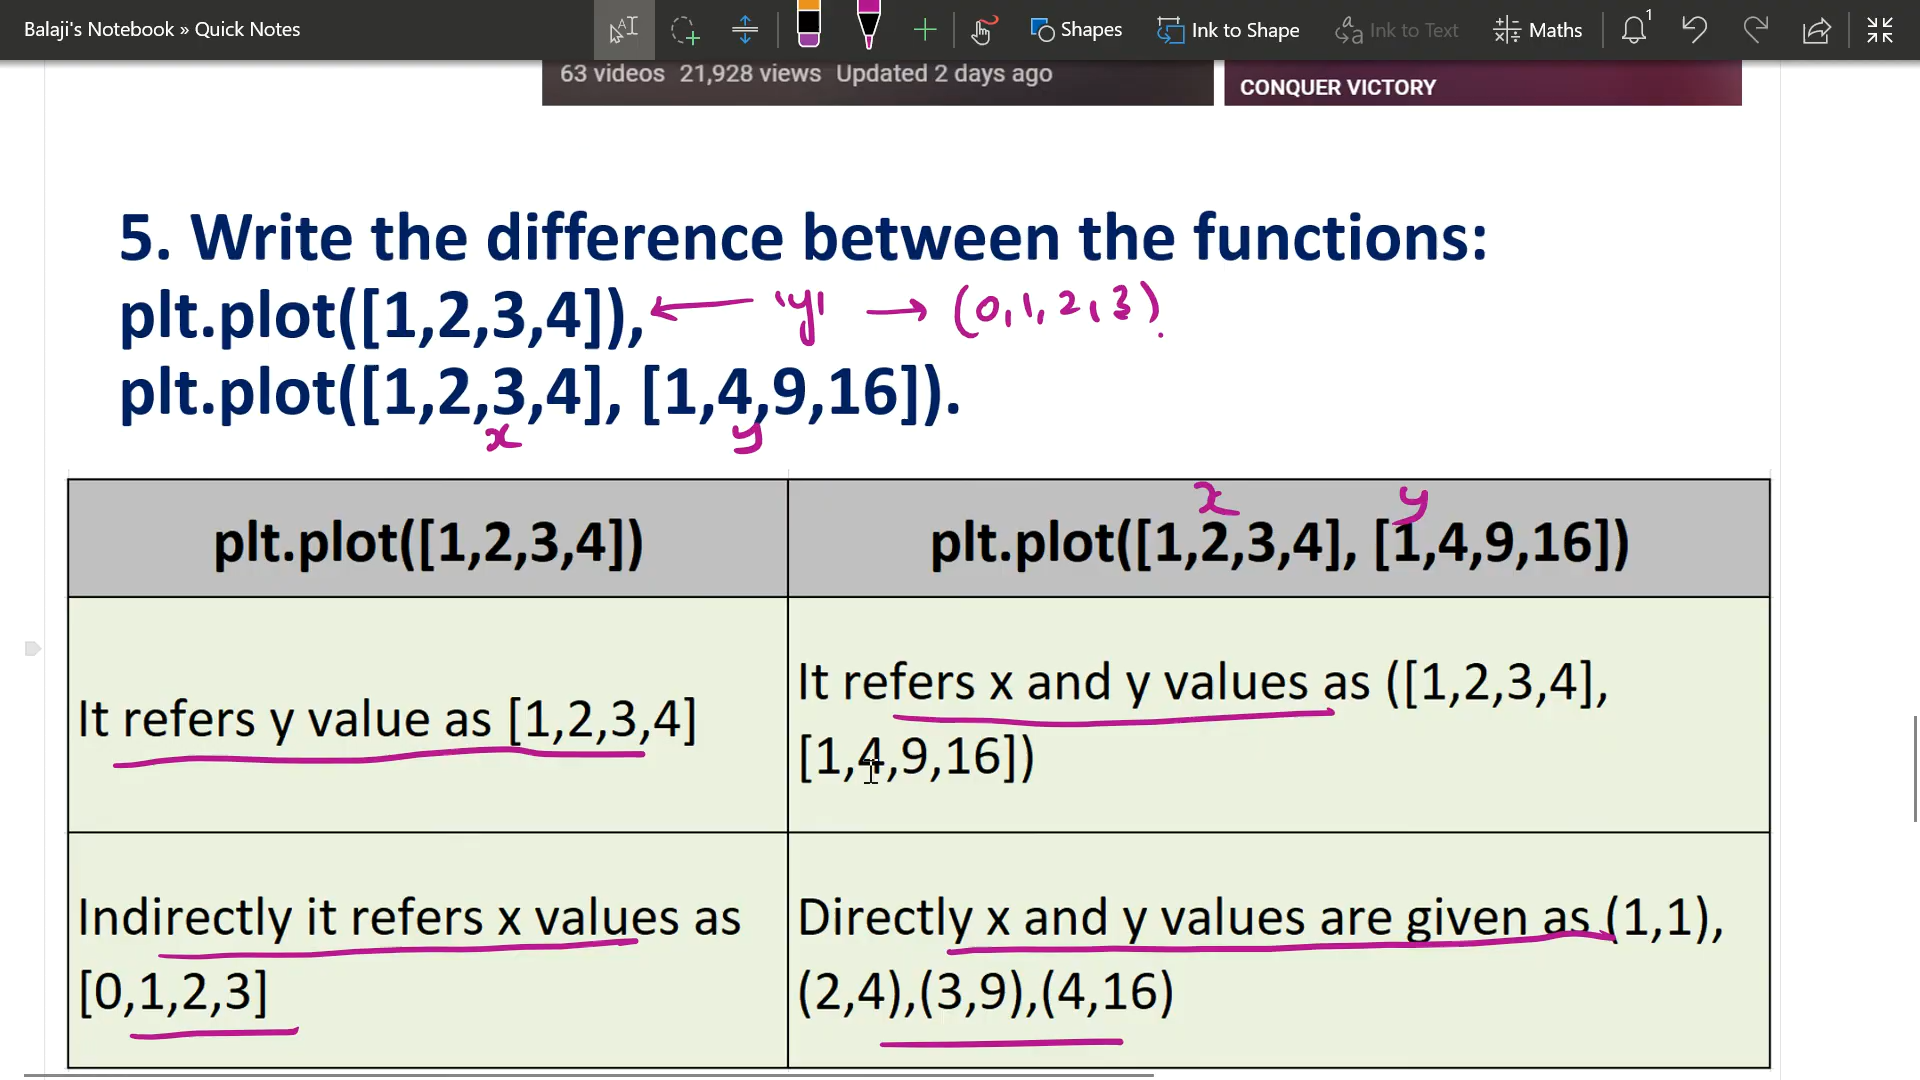 Balaji's Notebook » Quick Notes
Shapes
Ink to Shape
Ink to Text
Maths
1
63 videos 21,928 views Updated 2 days ago
CONQUER VICTORY
5. Write the difference between the functions:
plt.plot([1,2,3,4]), 'y' (0,1,2,3).
plt.plot([1,2,3,4], [1,4,9,16]).
x y
x y
plt.plot([1,2,3,4])
plt.plot([1,2,3,4], [1,4,9,16])
It refers y value as [1,2,3,4]
It refers x and y values as ([1,2,3,4],
[1,4,9,16])
Indirectly it refers x values as
[0,1,2,3]
Directly x and y values are given as (1,1),
(2,4),(3,9),(4,16)